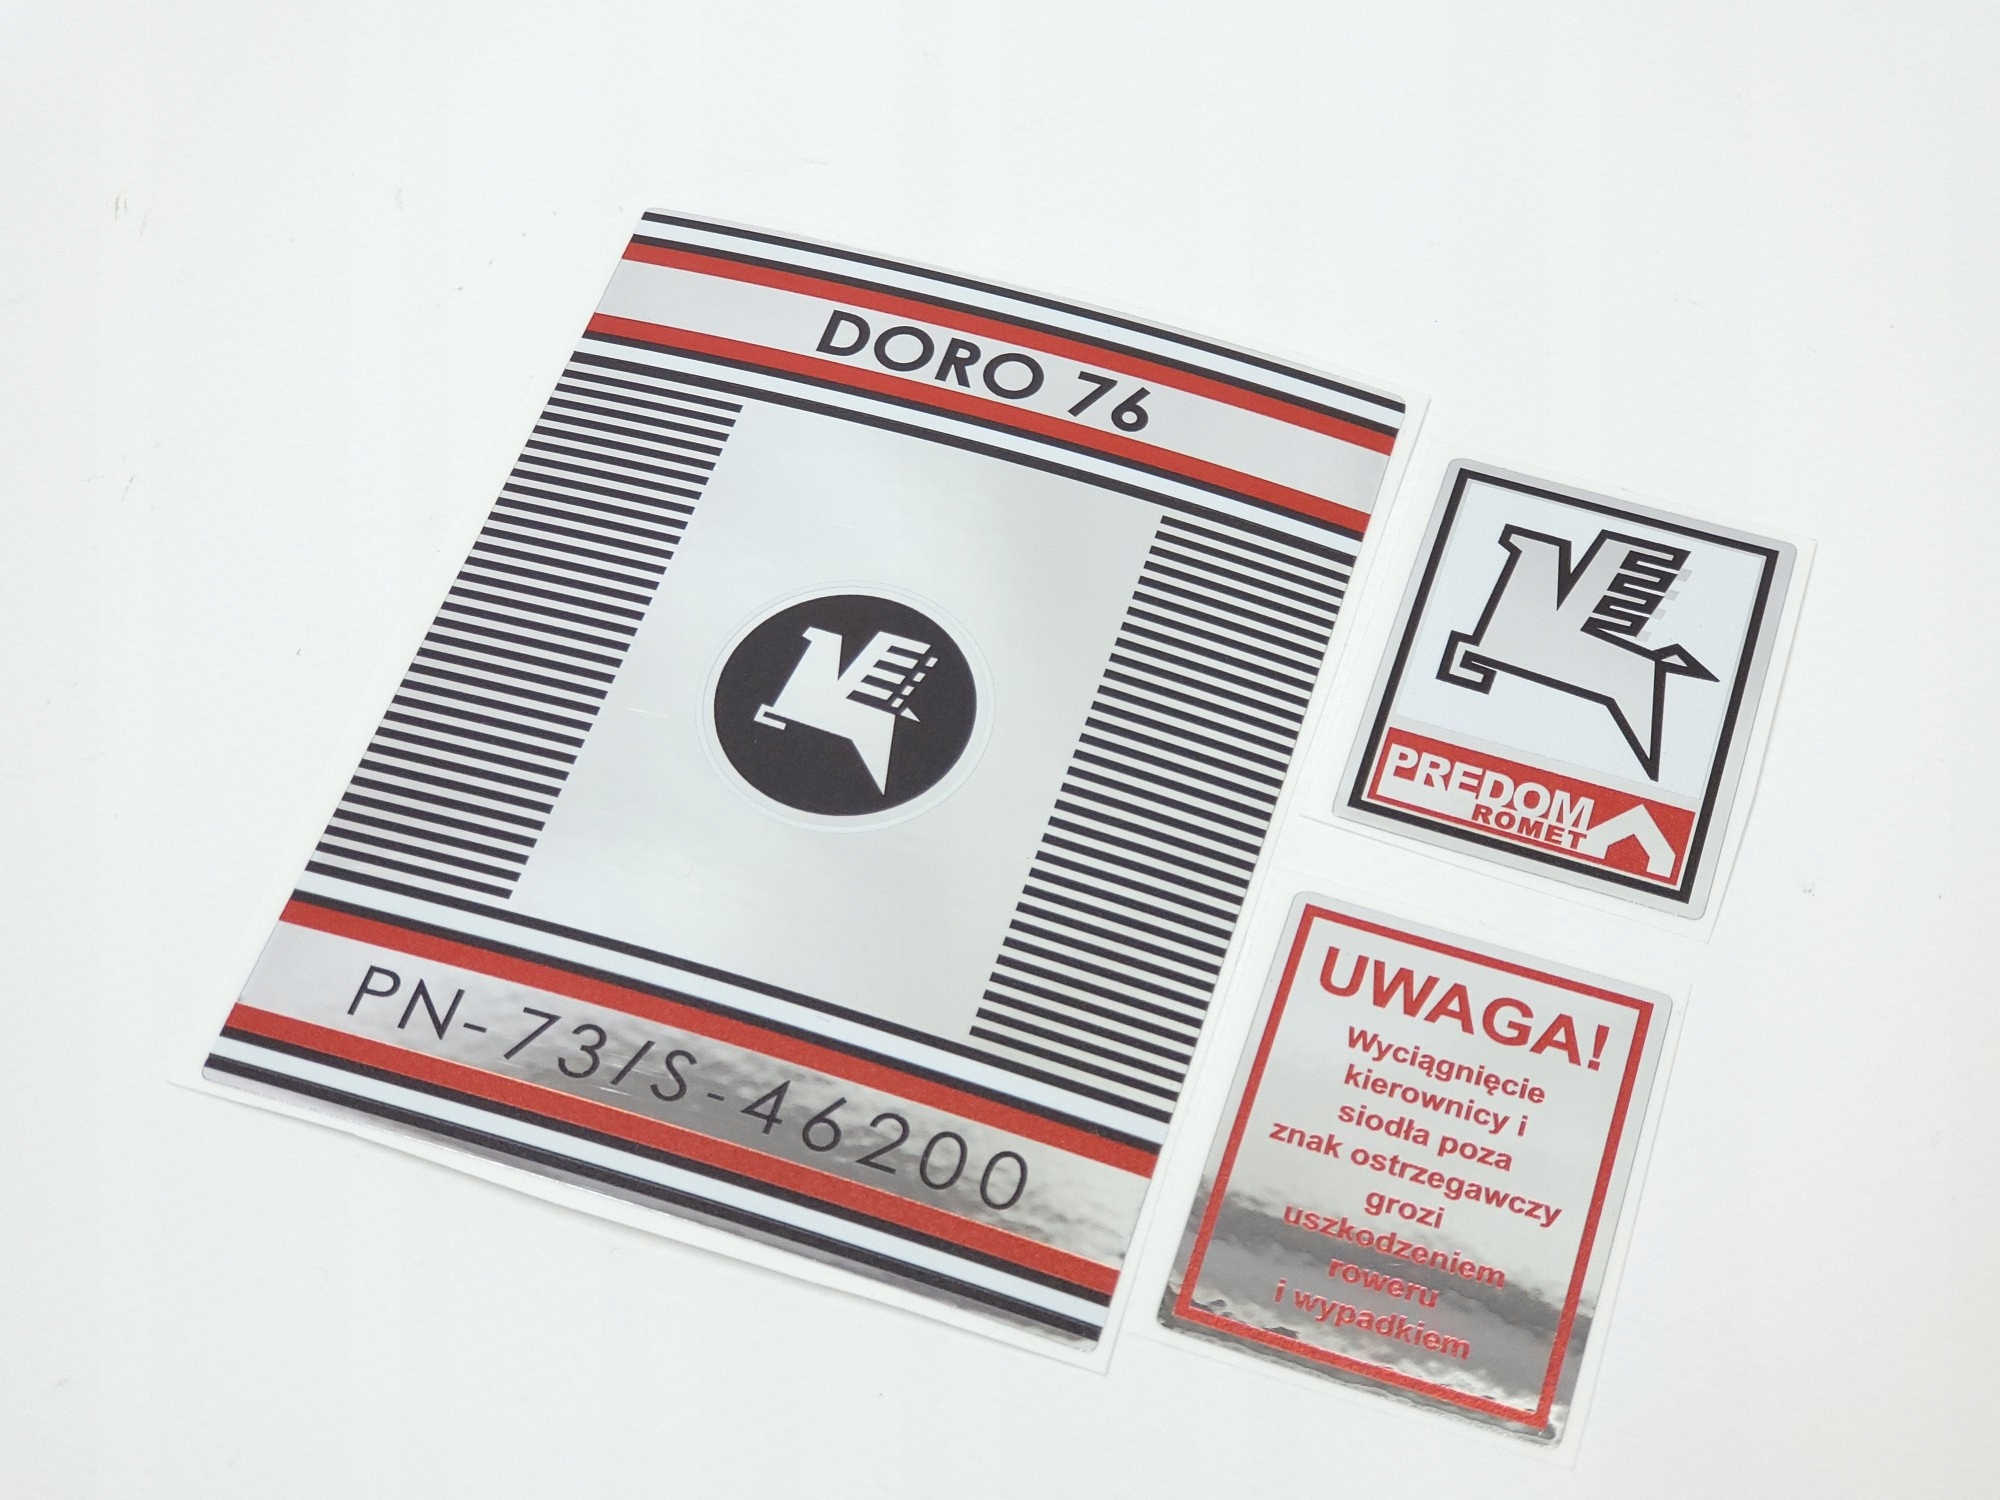 DORO 76
PN-73/S-46200
PREDOM
ROMET
UWAGA!
Wyciągnięcie
kierownicy i
siodła poza
znak ostrzegawczy
grozi
uszkodzeniem
roweru
i wypadkiem